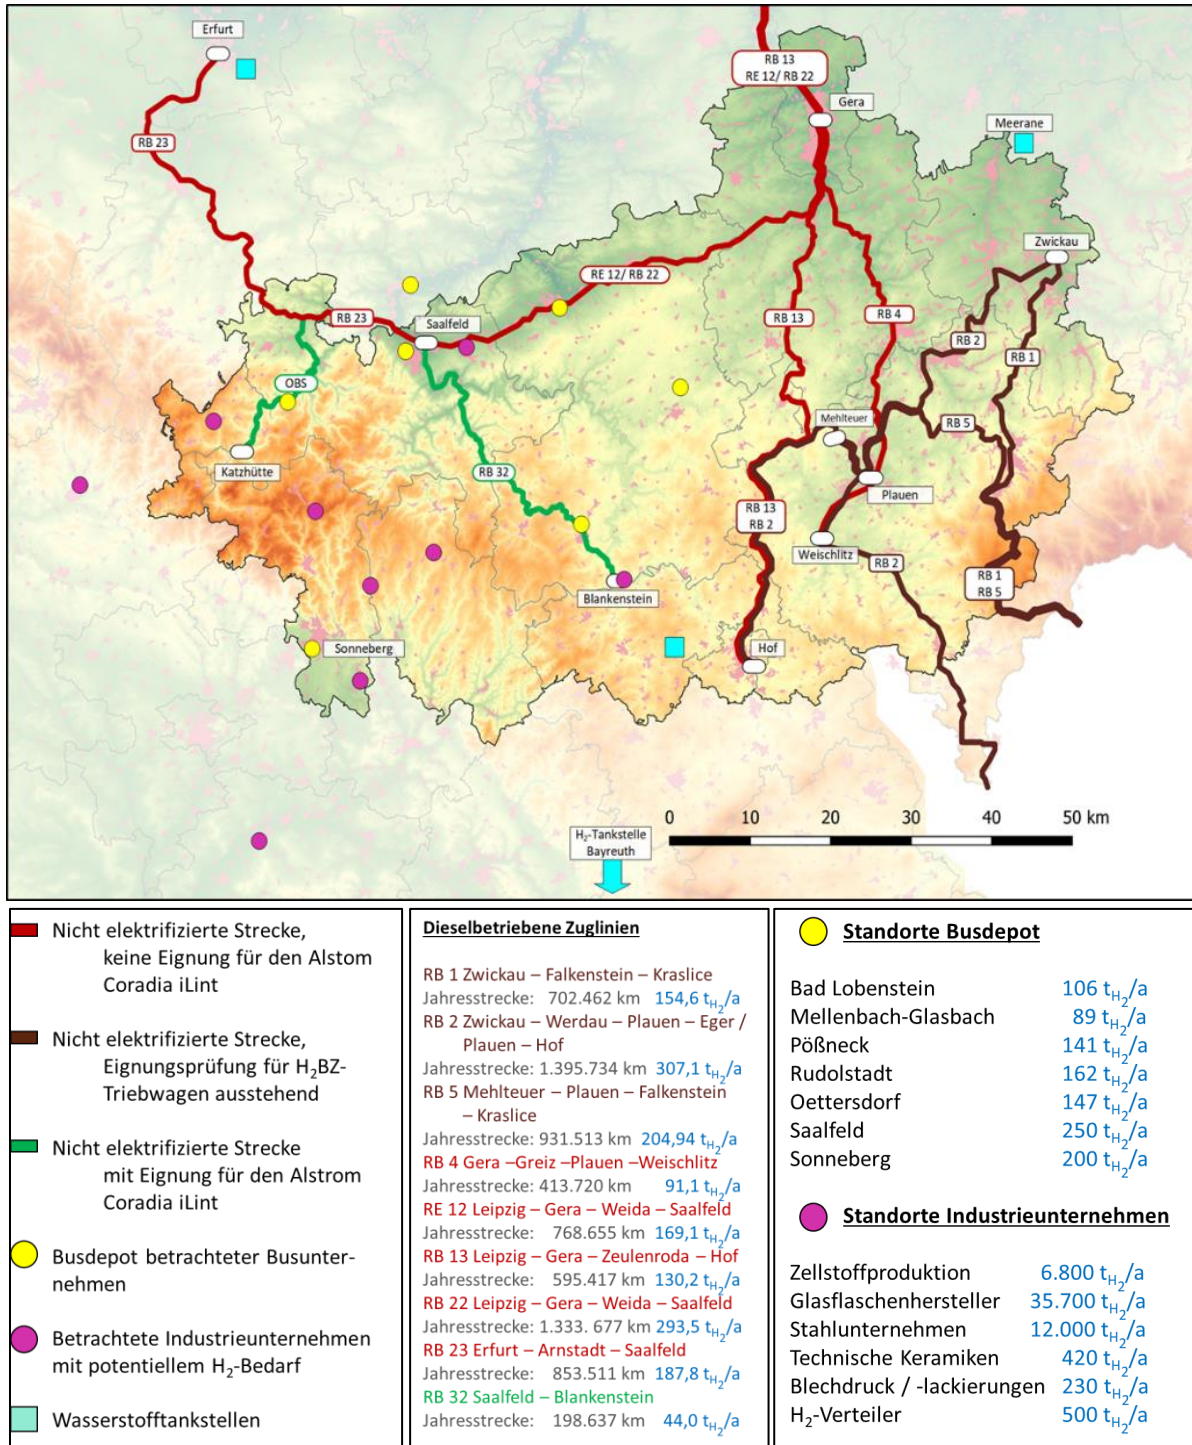 Erfurt
RB 13
RE 12/ RB 22
Gera
Meerane
RB 23
Zwickau
RE 12/ RB 22
RB 23
Saalfeld
RB 13
RB 4
RB 2
RB 1
OBS
Mehlteuer
RB 5
Katzhütte
RB 32
Plauen
RB 13
RB 2
Weischlitz
RB 2
RB 1
RB 5
Blankenstein
Sonneberg
Hof
0 10 20 30 40 50 km
H2-Tankstelle
Bayreuth
Nicht elektrifizierte Strecke,
keine Eignung für den Alstom
Coradia iLint
Nicht elektrifizierte Strecke,
Eignungsprüfung für H2BZ-
Triebwagen ausstehend
Nicht elektrifizierte Strecke
mit Eignung für den Alstrom
Coradia iLint
Busdepot betrachteter Busunter-
nehmen
Betrachtete Industrieunternehmen
mit potentiellem H2-Bedarf
Wasserstofftankstellen
Dieselbetriebene Zuglinien
RB 1 Zwickau – Falkenstein – Kraslice
Jahresstrecke: 702.462 km 154,6 tH2/a
RB 2 Zwickau – Werdau – Plauen – Eger /
Plauen – Hof
Jahresstrecke: 1.395.734 km 307,1 tH2/a
RB 5 Mehlteuer – Plauen – Falkenstein
– Kraslice
Jahresstrecke: 931.513 km 204,94 tH2/a
RB 4 Gera –Greiz –Plauen –Weischlitz
Jahresstrecke: 413.720 km 91,1 tH2/a
RE 12 Leipzig – Gera – Weida – Saalfeld
Jahresstrecke: 768.655 km 169,1 tH2/a
RB 13 Leipzig – Gera – Zeulenroda – Hof
Jahresstrecke: 595.417 km 130,2 tH2/a
RB 22 Leipzig – Gera – Weida – Saalfeld
Jahresstrecke: 1.333. 677 km 293,5 tH2/a
RB 23 Erfurt – Arnstadt – Saalfeld
Jahresstrecke: 853.511 km 187,8 tH2/a
RB 32 Saalfeld – Blankenstein
Jahresstrecke: 198.637 km 44,0 tH2/a
Standorte Busdepot
Bad Lobenstein 106 tH2/a
Mellenbach-Glasbach 89 tH2/a
Pößneck 141 tH2/a
Rudolstadt 162 tH2/a
Oettersdorf 147 tH2/a
Saalfeld 250 tH2/a
Sonneberg 200 tH2/a
Standorte Industrieunternehmen
Zellstoffproduktion 6.800 tH2/a
Glasflaschenhersteller 35.700 tH2/a
Stahlunternehmen 12.000 tH2/a
Technische Keramiken 420 tH2/a
Blechdruck / -lackierungen 230 tH2/a
H2-Verteiler 500 tH2/a